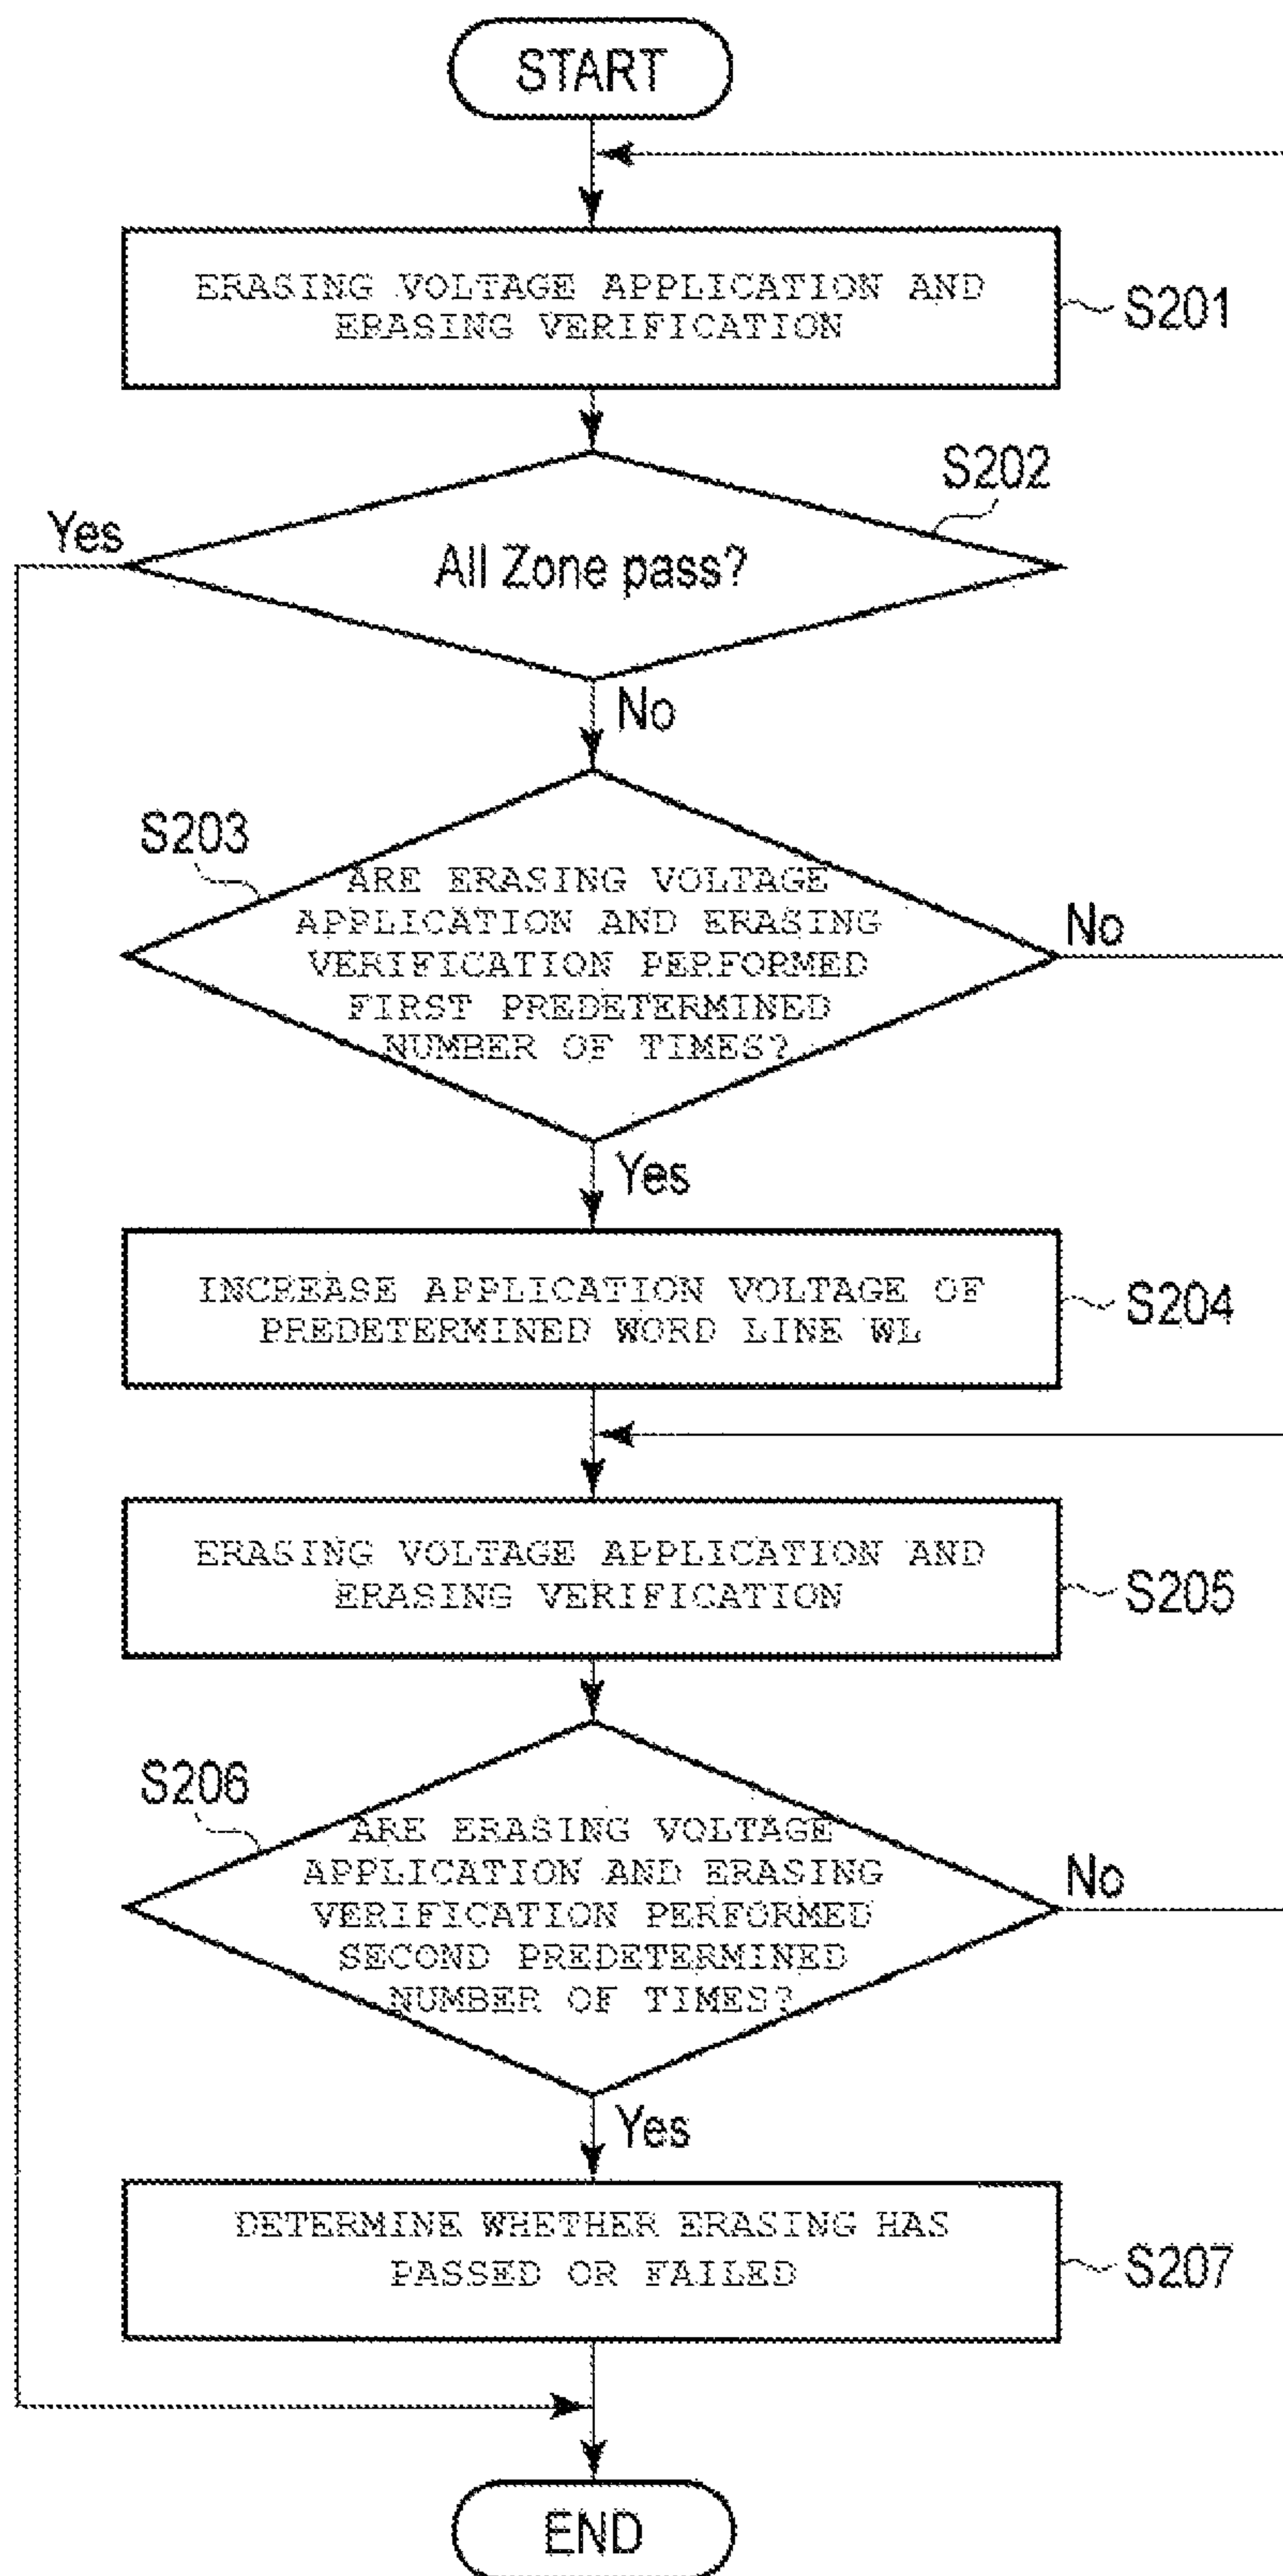 START
ERASING VOLTAGE APPLICATION AND
ERASING VERIFICATION
S201
S202
Yes
All Zone pass?
No
S203
ARE ERASING VOLTAGE
APPLICATION AND ERASING
VERIFICATION PERFORMED
FIRST PREDETERMINED
NUMBER OF TIMES?
No
Yes
INCREASE APPLICATION VOLTAGE OF
PREDETERMINED WORD LINE WL
S204
ERASING VOLTAGE APPLICATION AND
ERASING VERIFICATION
S205
S206
ARE ERASING VOLTAGE
APPLICATION AND ERASING
VERIFICATION PERFORMED
SECOND PREDETERMINED
NUMBER OF TIMES?
No
Yes
DETERMINE WHETHER ERASING HAS
PASSED OR FAILED
S207
END